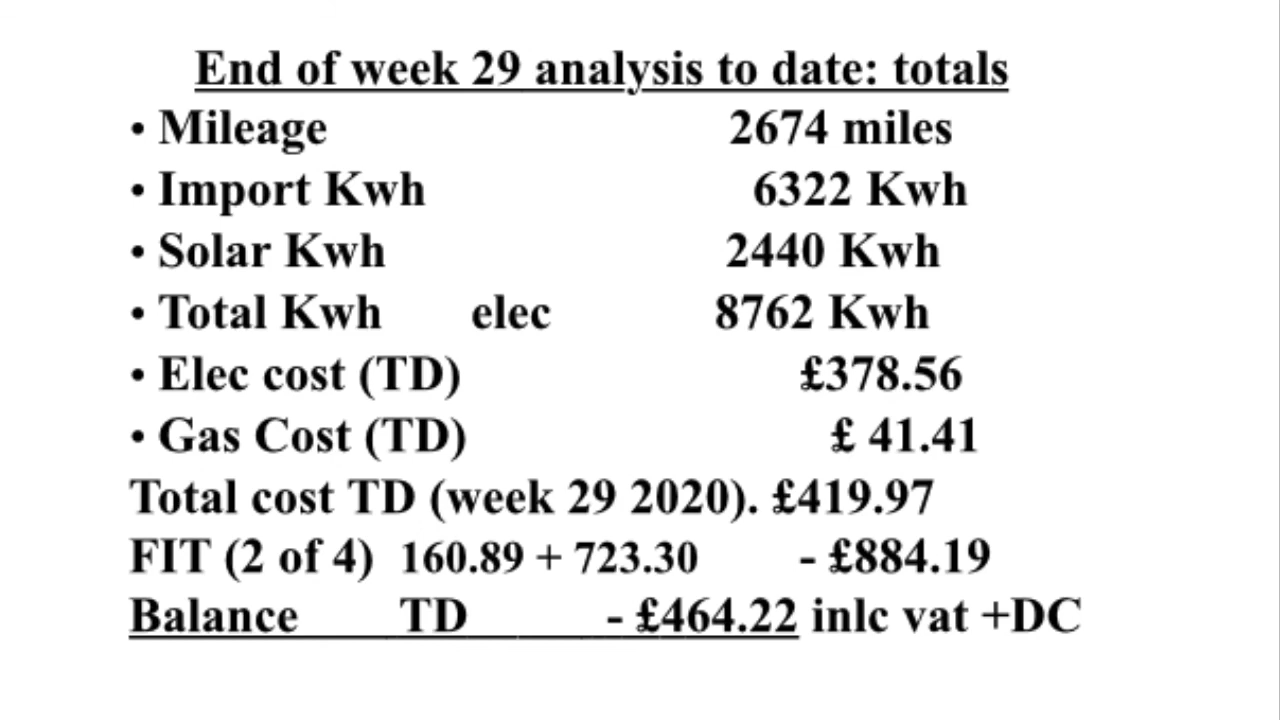 End of week 29 analysis to date: totals
• Mileage 2674 miles
• Import Kwh 6322 Kwh
• Solar Kwh 2440 Kwh
• Total Kwh elec 8762 Kwh
• Elec cost (TD) £378.56
• Gas Cost (TD) £ 41.41
Total cost TD (week 29 2020). £419.97
FIT (2 of 4) 160.89 + 723.30 - £884.19
Balance TD - £464.22 inlc vat +DC